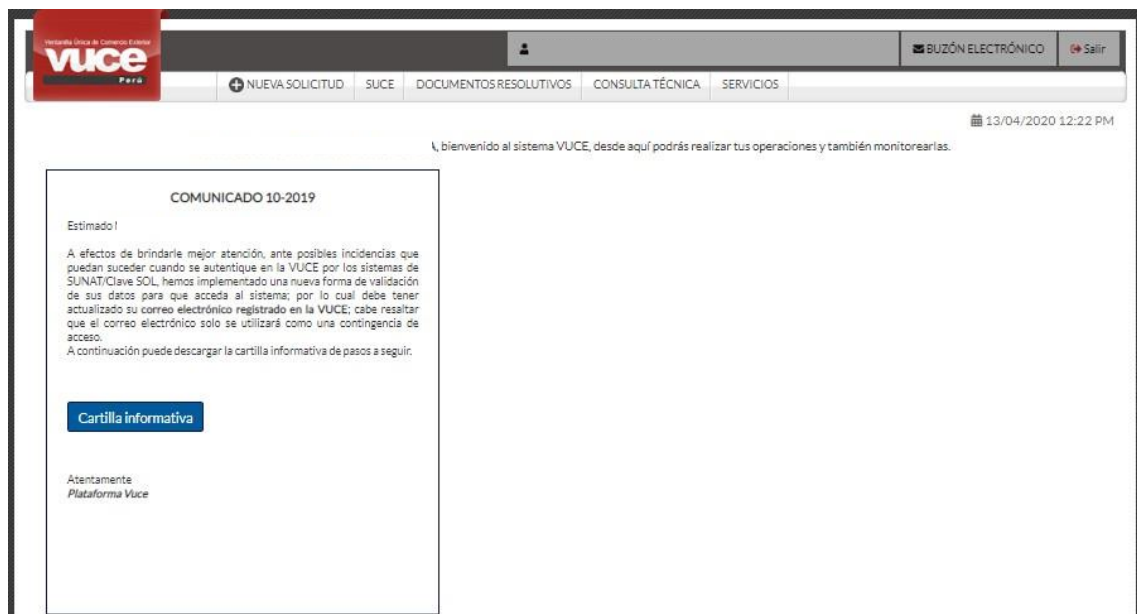 Ventanilla Única de Comercio Exterior
vuce
Perú
BUZÓN ELECTRÓNICO
Salir
NUEVA SOLICITUD SUCE DOCUMENTOS RESOLUTIVOS CONSULTA TÉCNICA SERVICIOS
13/04/2020 12:22 PM
, bienvenido al sistema VUCE, desde aquí podrás realizar tus operaciones y también monitorearlas.
COMUNICADO 10-2019
Estimado
A efectos de brindarle mejor atención, ante posibles incidencias que
puedan suceder cuando se autentique en la VUCE por los sistemas de
SUNAT/Clave SOL, hemos implementado una nueva forma de validación
de sus datos para que acceda al sistema; por lo cual debe tener
actualizado su correo electrónico registrado en la VUCE; cabe resaltar
que el correo electrónico solo se utilizará como una contingencia de
acceso.
A continuación puede descargar la cartilla informativa de pasos a seguir.
Cartilla informativa
Atentamente
Plataforma Vuce